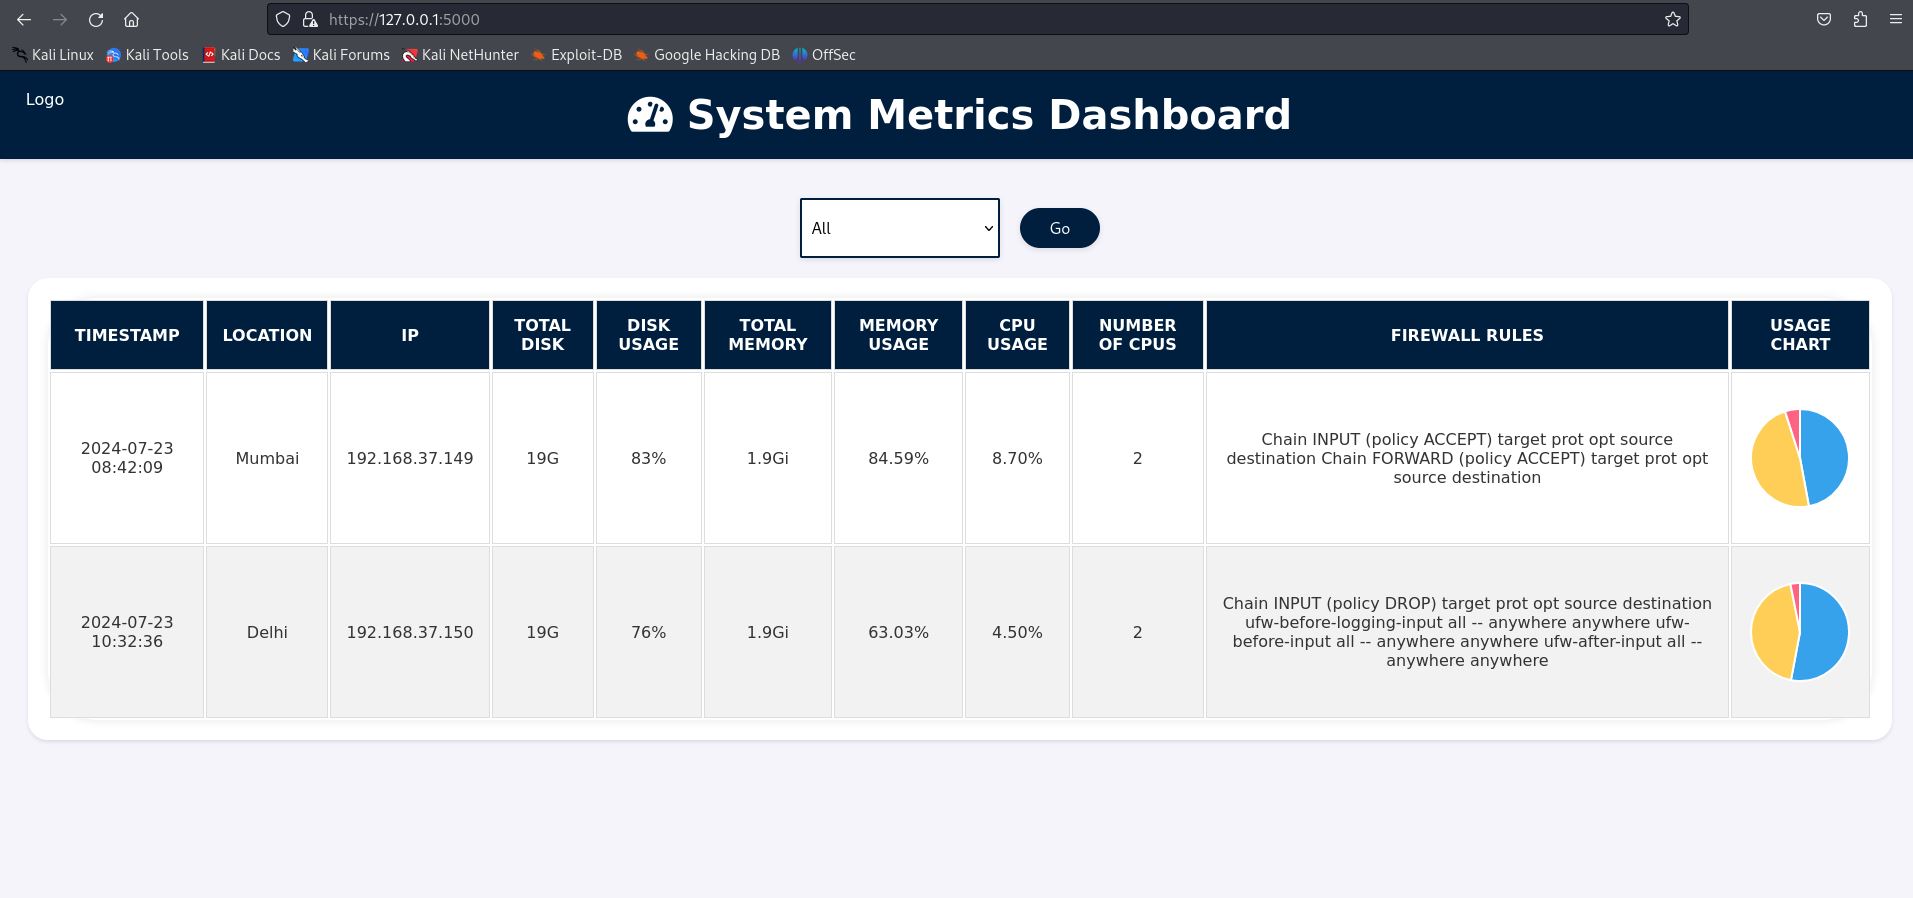 https://127.0.0.1:5000
Kali Linux Kali Tools Kali Docs Kali Forums Kali NetHunter Exploit-DB Google Hacking DB OffSec
Logo
System Metrics Dashboard
All
Go
TIMESTAMP LOCATION IP TOTAL DISK DISK USAGE TOTAL MEMORY MEMORY USAGE CPU USAGE NUMBER OF CPUS FIREWALL RULES USAGE CHART
2024-07-23
08:42:09
Mumbai
192.168.37.149
19G
83%
1.9Gi
84.59%
8.70%
2
Chain INPUT (policy ACCEPT) target prot opt source
destination Chain FORWARD (policy ACCEPT) target prot opt
source destination
2024-07-23
10:32:36
Delhi
192.168.37.150
19G
76%
1.9Gi
63.03%
4.50%
2
Chain INPUT (policy DROP) target prot opt source destination
ufw-before-logging-input all -- anywhere anywhere ufw-
before-input all -- anywhere anywhere ufw-after-input all --
anywhere anywhere